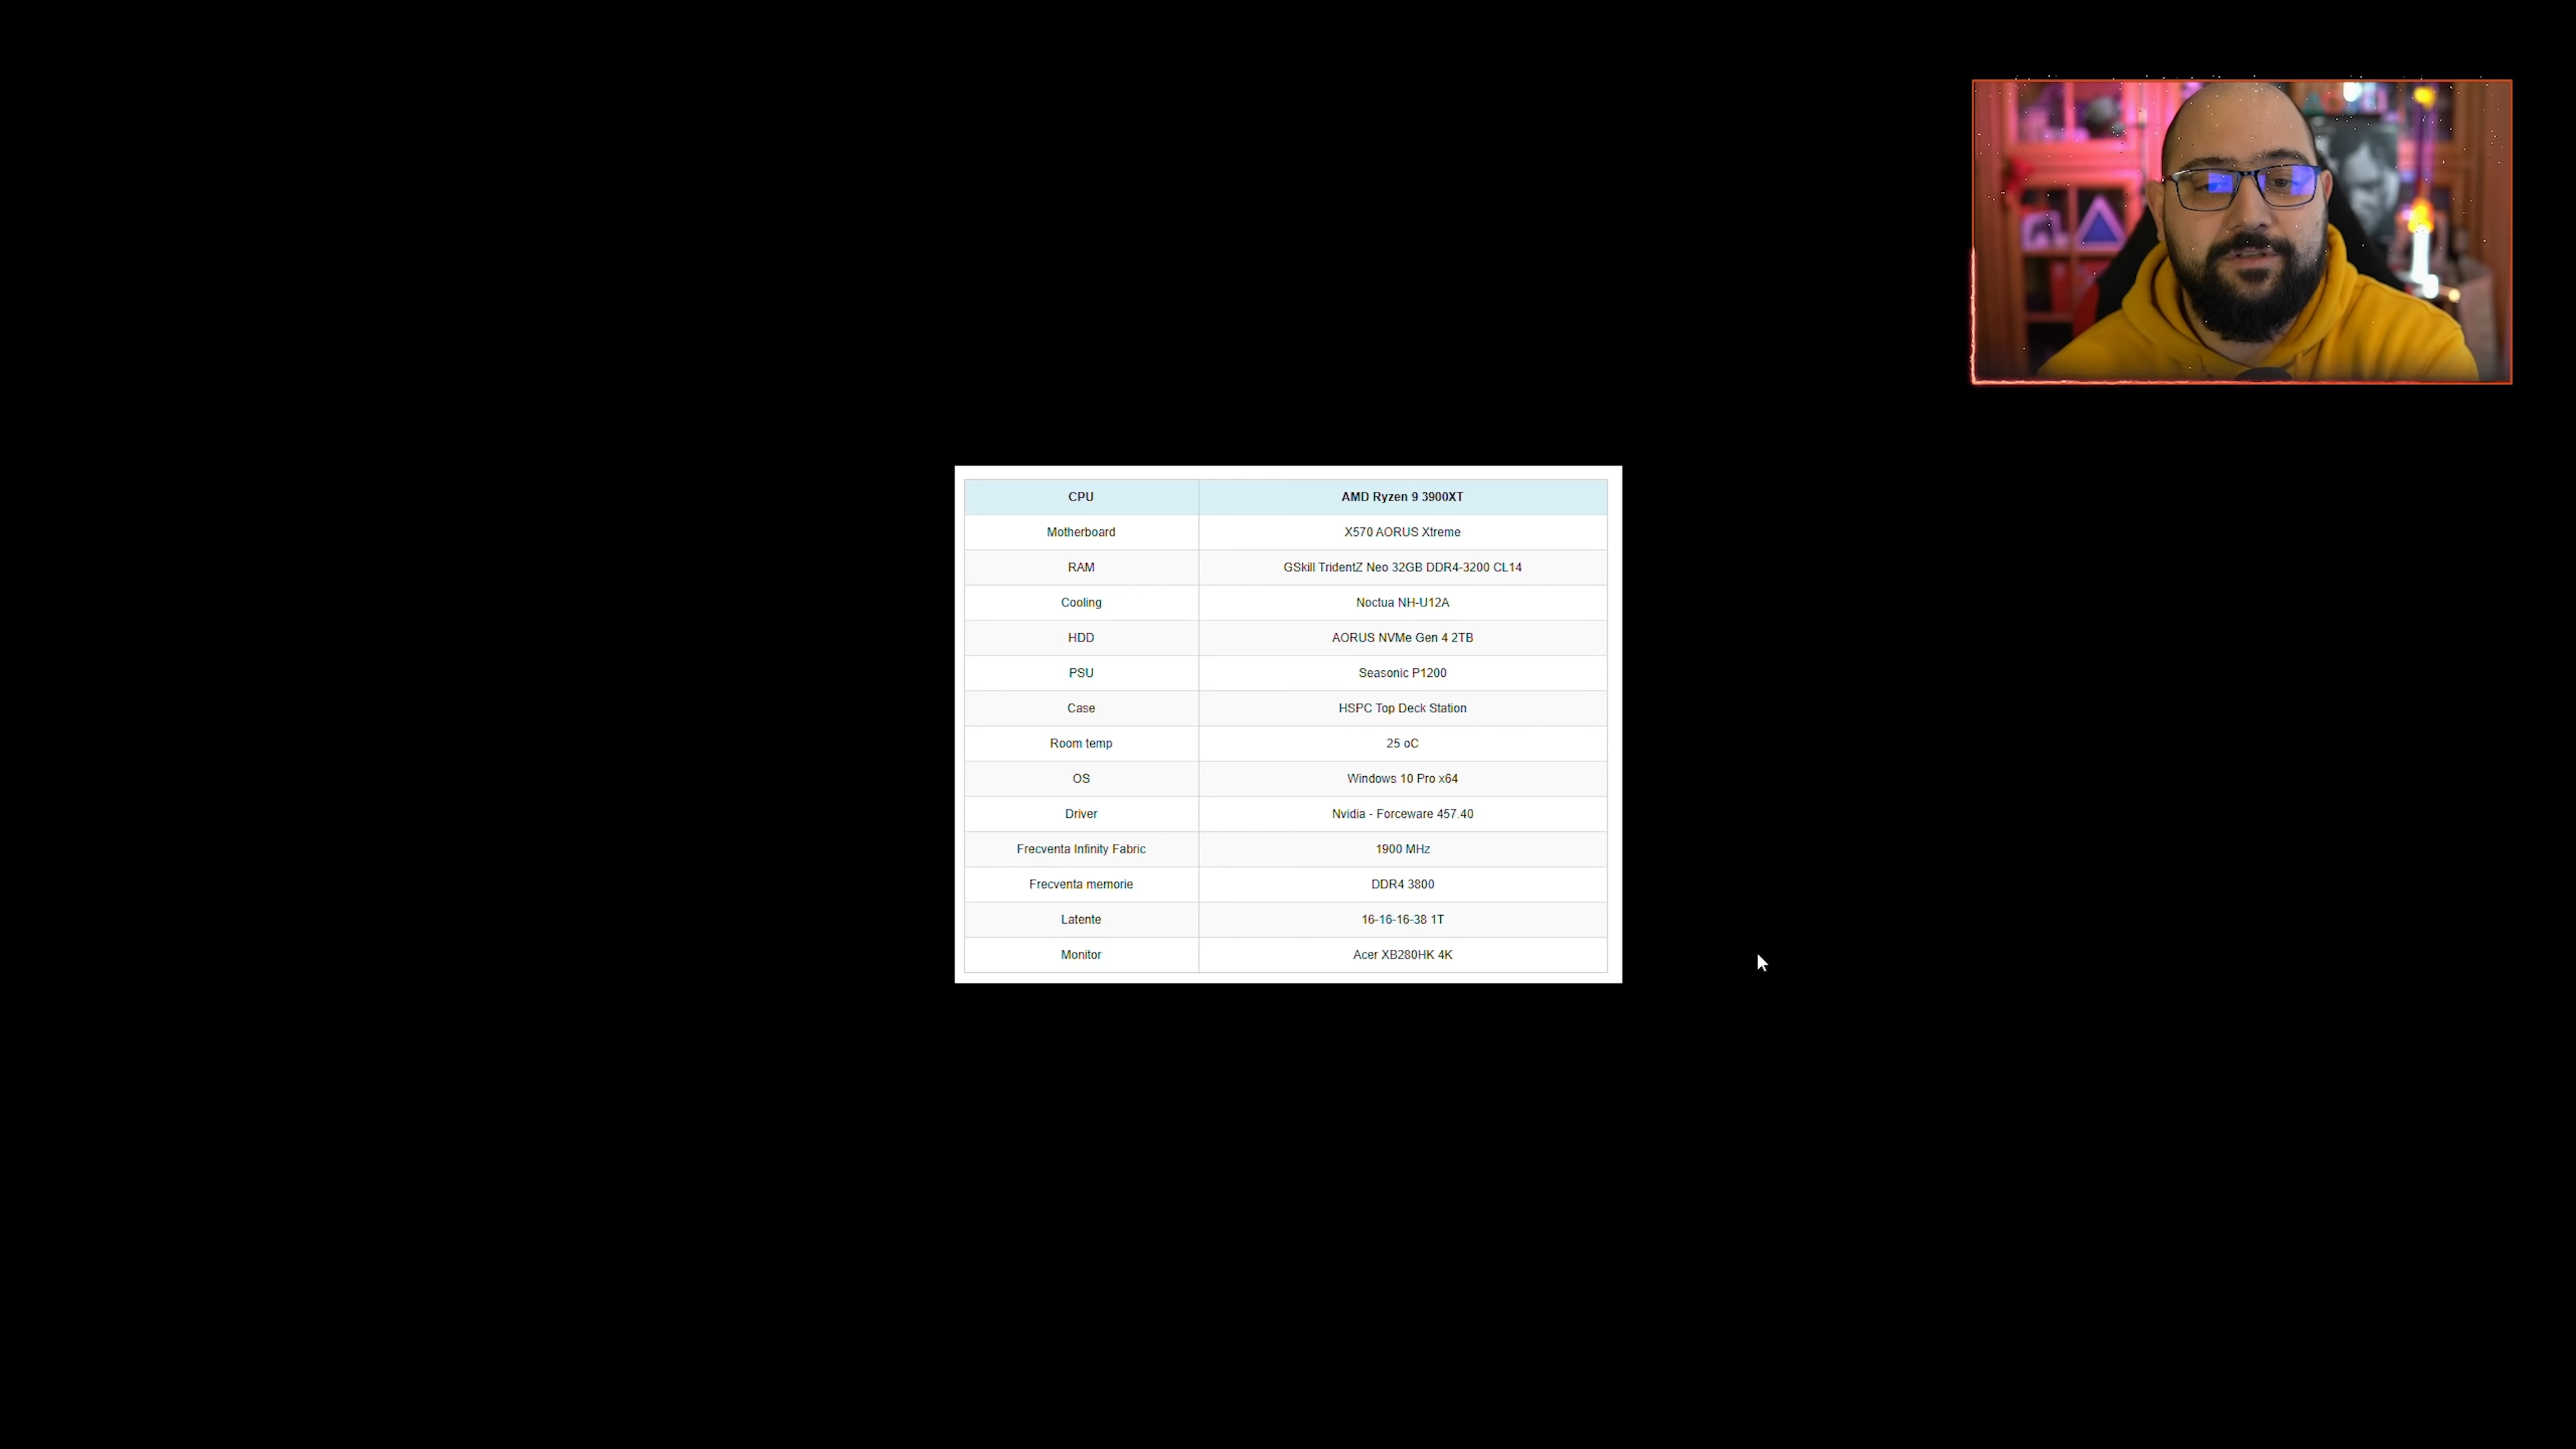 CPU AMD Ryzen 9 3900XT
Motherboard X570 AORUS Xtreme
RAM GSkill TridentZ Neo 32GB DDR4-3200 CL14
Cooling Noctua NH-U12A
HDD AORUS NVMe Gen 4 2TB
PSU Seasonic P1200
Case HSPC Top Deck Station
Room temp 25 oC
OS Windows 10 Pro x64
Driver Nvidia - Forceware 457.40
Frecventa Infinity Fabric 1900 MHz
Frecventa memorie DDR4 3800
Latente 16-16-16-38 1T
Monitor Acer XB280HK 4K